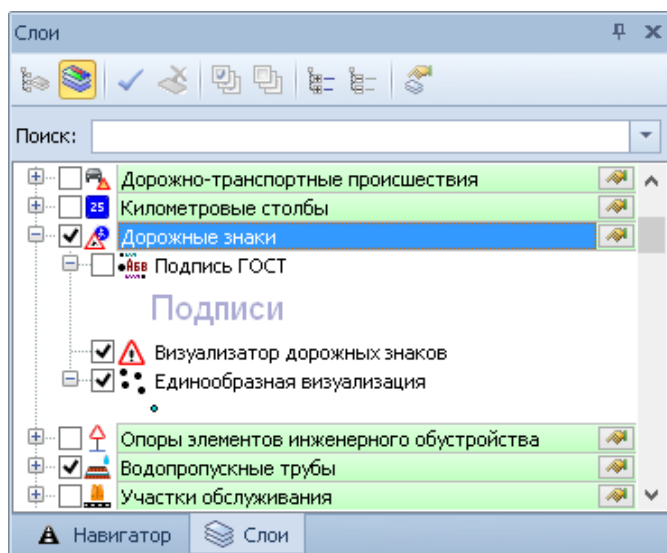 Слои
Поиск:
Дорожно-транспортные происшествия
25 Километровые столбы
Дорожные знаки
АБВ Подпись ГОСТ
Подписи
Визуализатор дорожных знаков
Единообразная визуализация
Опоры элементов инженерного обустройства
Водопропускные трубы
Участки обслуживания
Навигатор Слои